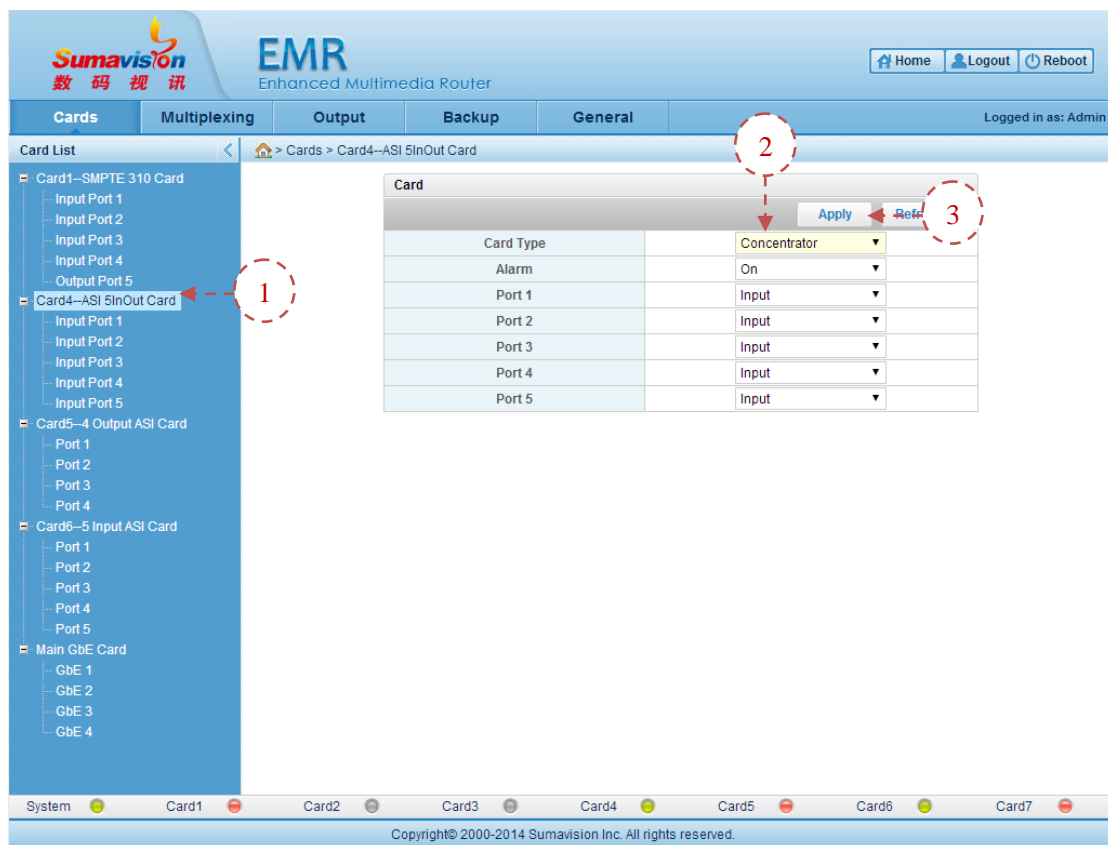 Sumavision
数码视讯
EMR
Enhanced Multimedia Router
Home
Logout
Reboot
Cards
Multiplexing
Output
Backup
General
Logged in as: Admin
Card List
> Cards > Card4--ASI 5InOut Card
Card1--SMPTE 310 Card
Input Port 1
Input Port 2
Input Port 3
Input Port 4
Output Port 5
Card4--ASI 5InOut Card
Input Port 1
Input Port 2
Input Port 3
Input Port 4
Input Port 5
Card5--4 Output ASI Card
Port 1
Port 2
Port 3
Port 4
Card6--5 Input ASI Card
Port 1
Port 2
Port 3
Port 4
Port 5
Main GbE Card
GbE 1
GbE 2
GbE 3
GbE 4
1
2
3
Card
Apply
Card Type Concentrator
Alarm On
Port 1 Input
Port 2 Input
Port 3 Input
Port 4 Input
Port 5 Input
System Card1 Card2 Card3 Card4 Card5 Card6 Card7
Copyright© 2000-2014 Sumavision Inc. All rights reserved.